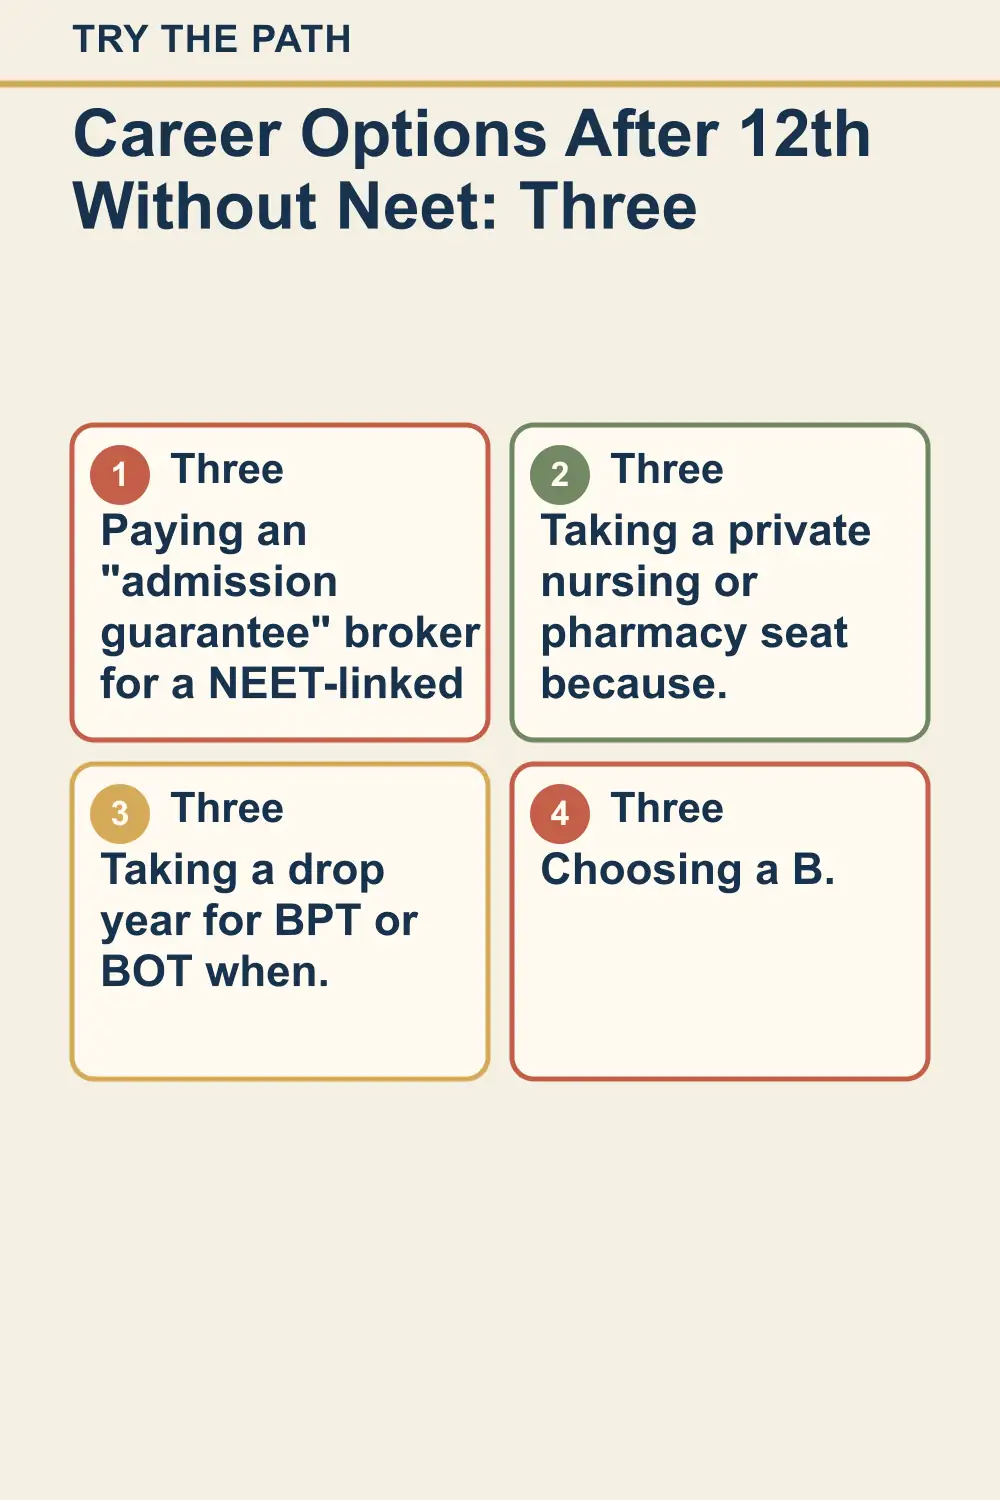 TRY THE PATH
Career Options After 12th
Without Neet: Three
1 Three
Paying an
"admission
guarantee" broker
for a NEET-linked
2 Three
Taking a private
nursing or
pharmacy seat
because.
3 Three
Taking a drop
year for BPT or
BOT when.
4 Three
Choosing a B.